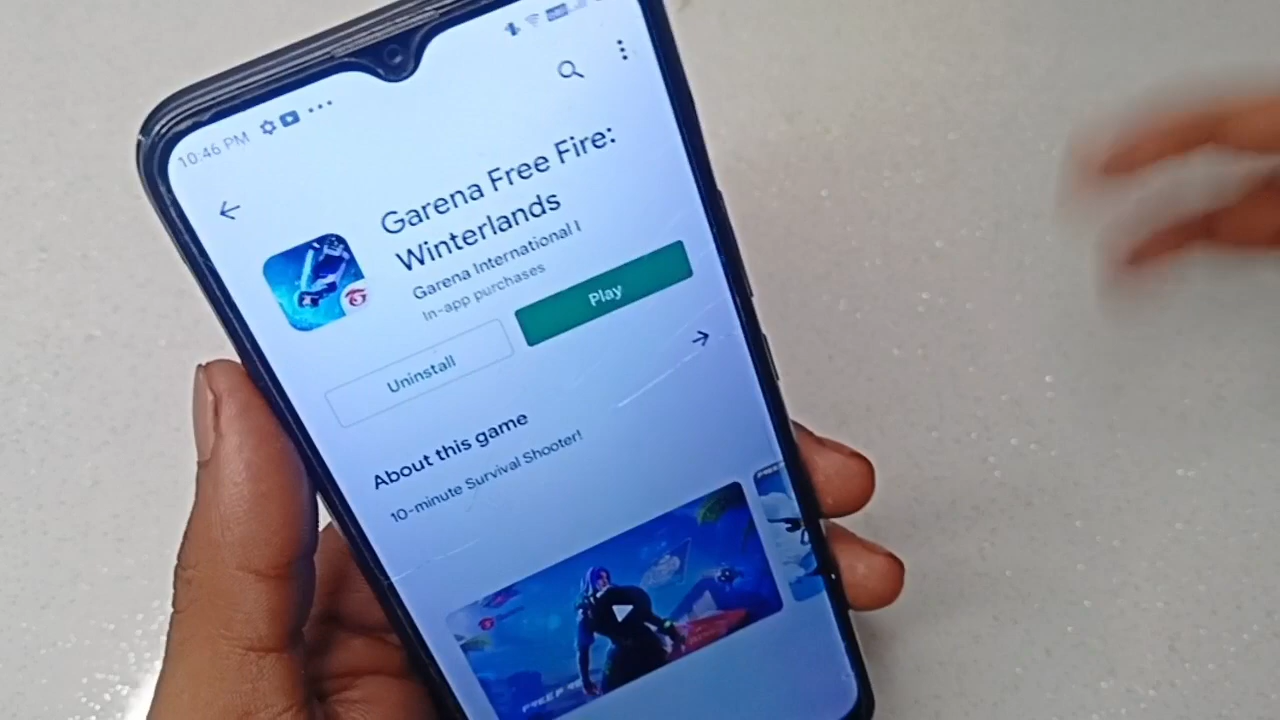 10:46 PM
Garena Free Fire:
Winterlands
Garena International I
In-app purchases
Uninstall
Play
About this game
10-minute Survival Shooter!
FREE